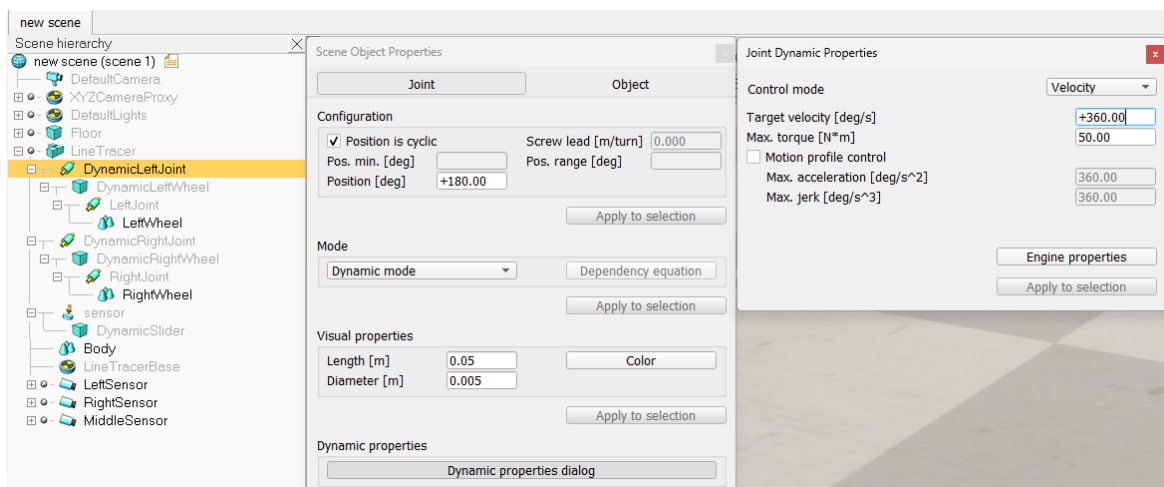 new scene
Scene hierarchy
new scene (scene 1)
DefaultCamera
XYZCameraProxy
DefaultLights
Floor
LineTracer
DynamicLeftJoint
DynamicLeftWheel
LeftJoint
LeftWheel
DynamicRightJoint
DynamicRightWheel
RightJoint
RightWheel
sensor
DynamicSlider
Body
LineTracerBase
LeftSensor
RightSensor
MiddleSensor
Scene Object Properties
Joint Object
Configuration
Position is cyclic Screw lead [m/turn] 0.000
Pos. min. [deg] Pos. range [deg]
Position [deg] +180.00
Apply to selection
Mode
Dynamic mode Dependency equation
Apply to selection
Visual properties
Length [m] 0.05 Color
Diameter [m] 0.005
Apply to selection
Dynamic properties
Dynamic properties dialog
Joint Dynamic Properties
Control mode Velocity
Target velocity [deg/s] +360.00
Max. torque [N*m] 50.00
Motion profile control
Max. acceleration [deg/s^2] 360.00
Max. jerk [deg/s^3] 360.00
Engine properties
Apply to selection